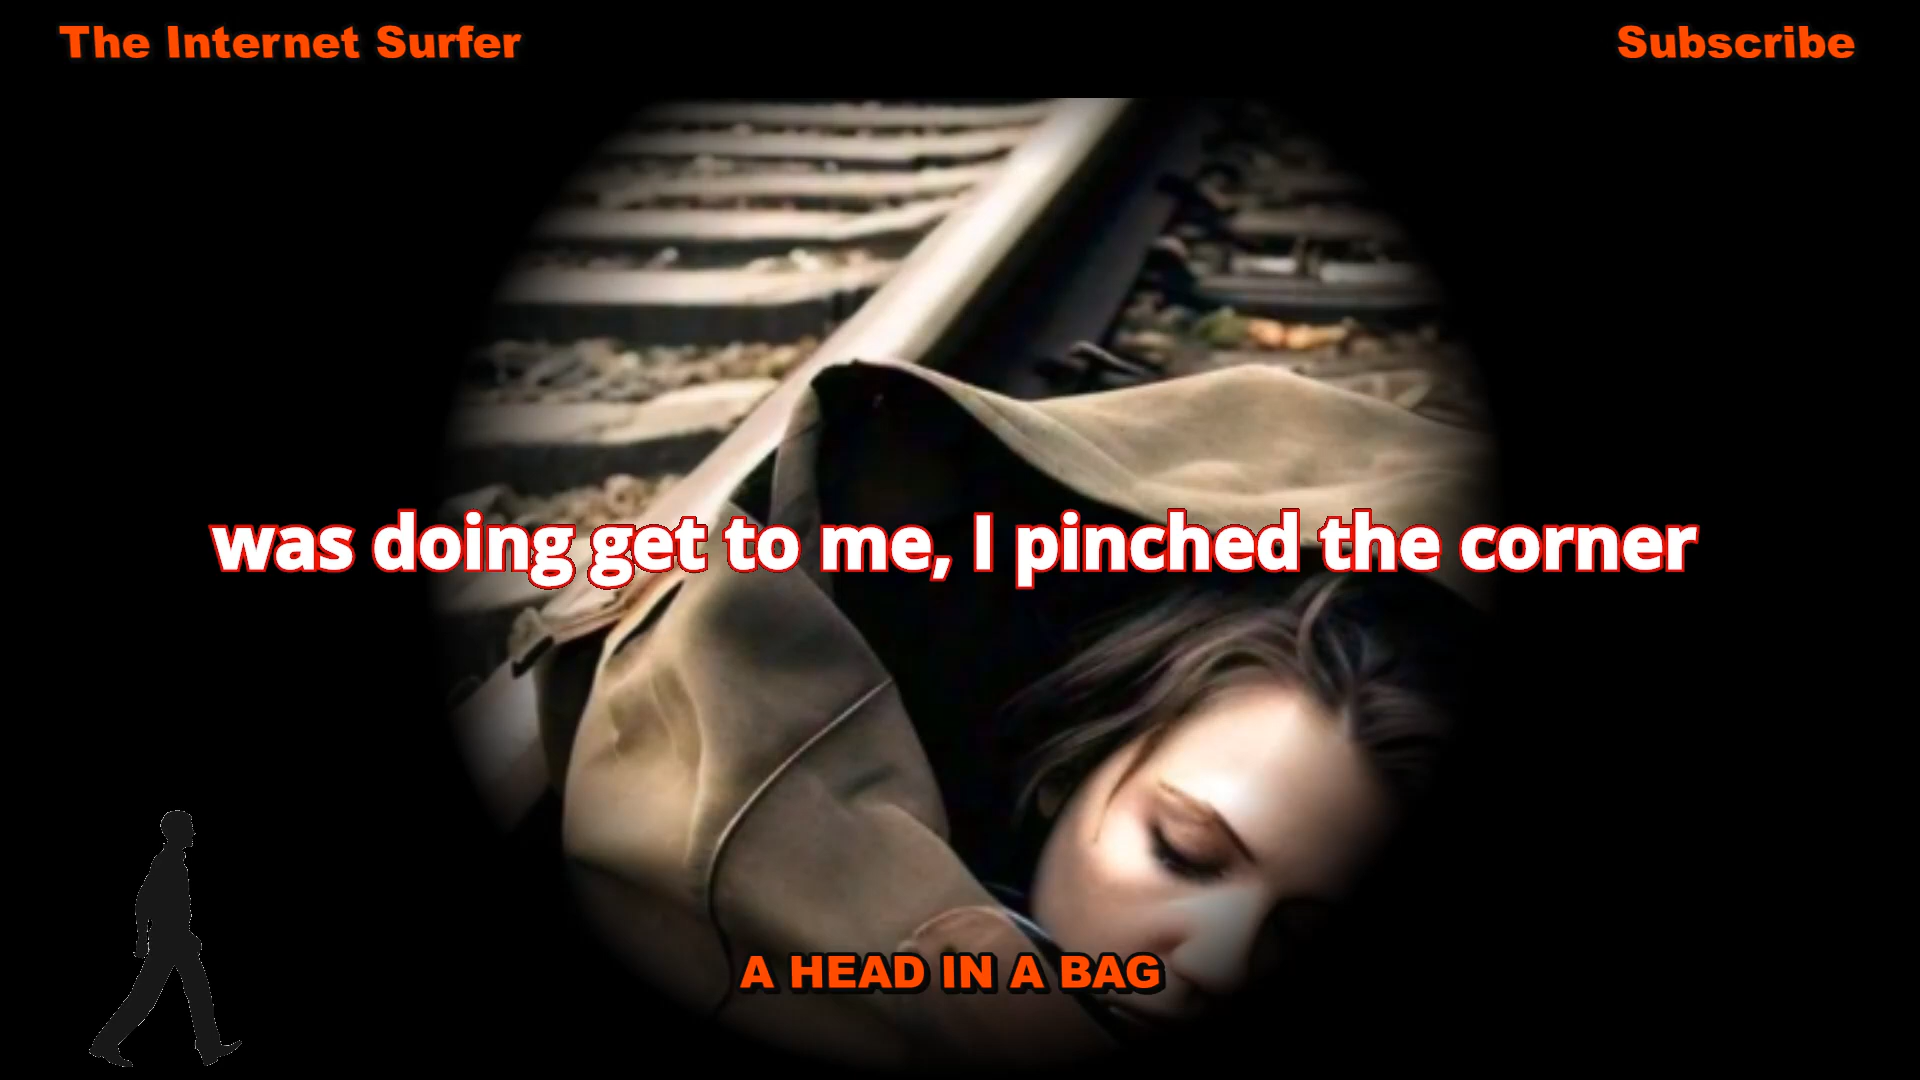 The Internet Surfer
Subscribe
was doing get to me, I pinched the corner
A HEAD IN A BAG